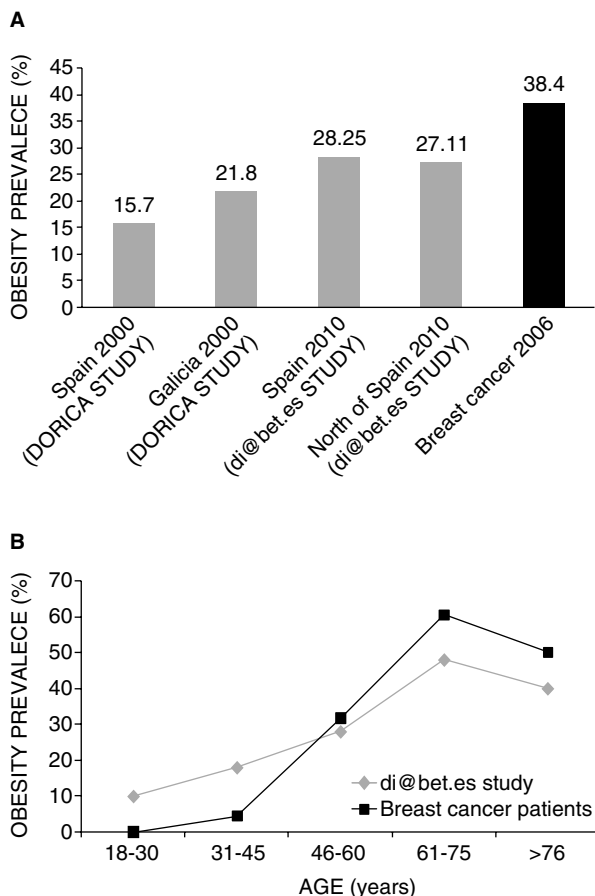 A
OBESITY PREVALECE (%)
45
40
35
30
25
20
15
10
5
0
15.7
21.8
28.25
27.11
38.4
Spain 2000
(DORICA STUDY)
Galicia 2000
(DORICA STUDY)
Spain 2010
(di@bet.es STUDY)
North of Spain 2010
(di@bet.es STUDY)
Breast cancer 2006
B
OBESITY PREVALECE (%)
70
60
50
40
30
20
10
0
di@bet.es study
Breast cancer patients
18-30 31-45 46-60 61-75 >76
AGE (years)